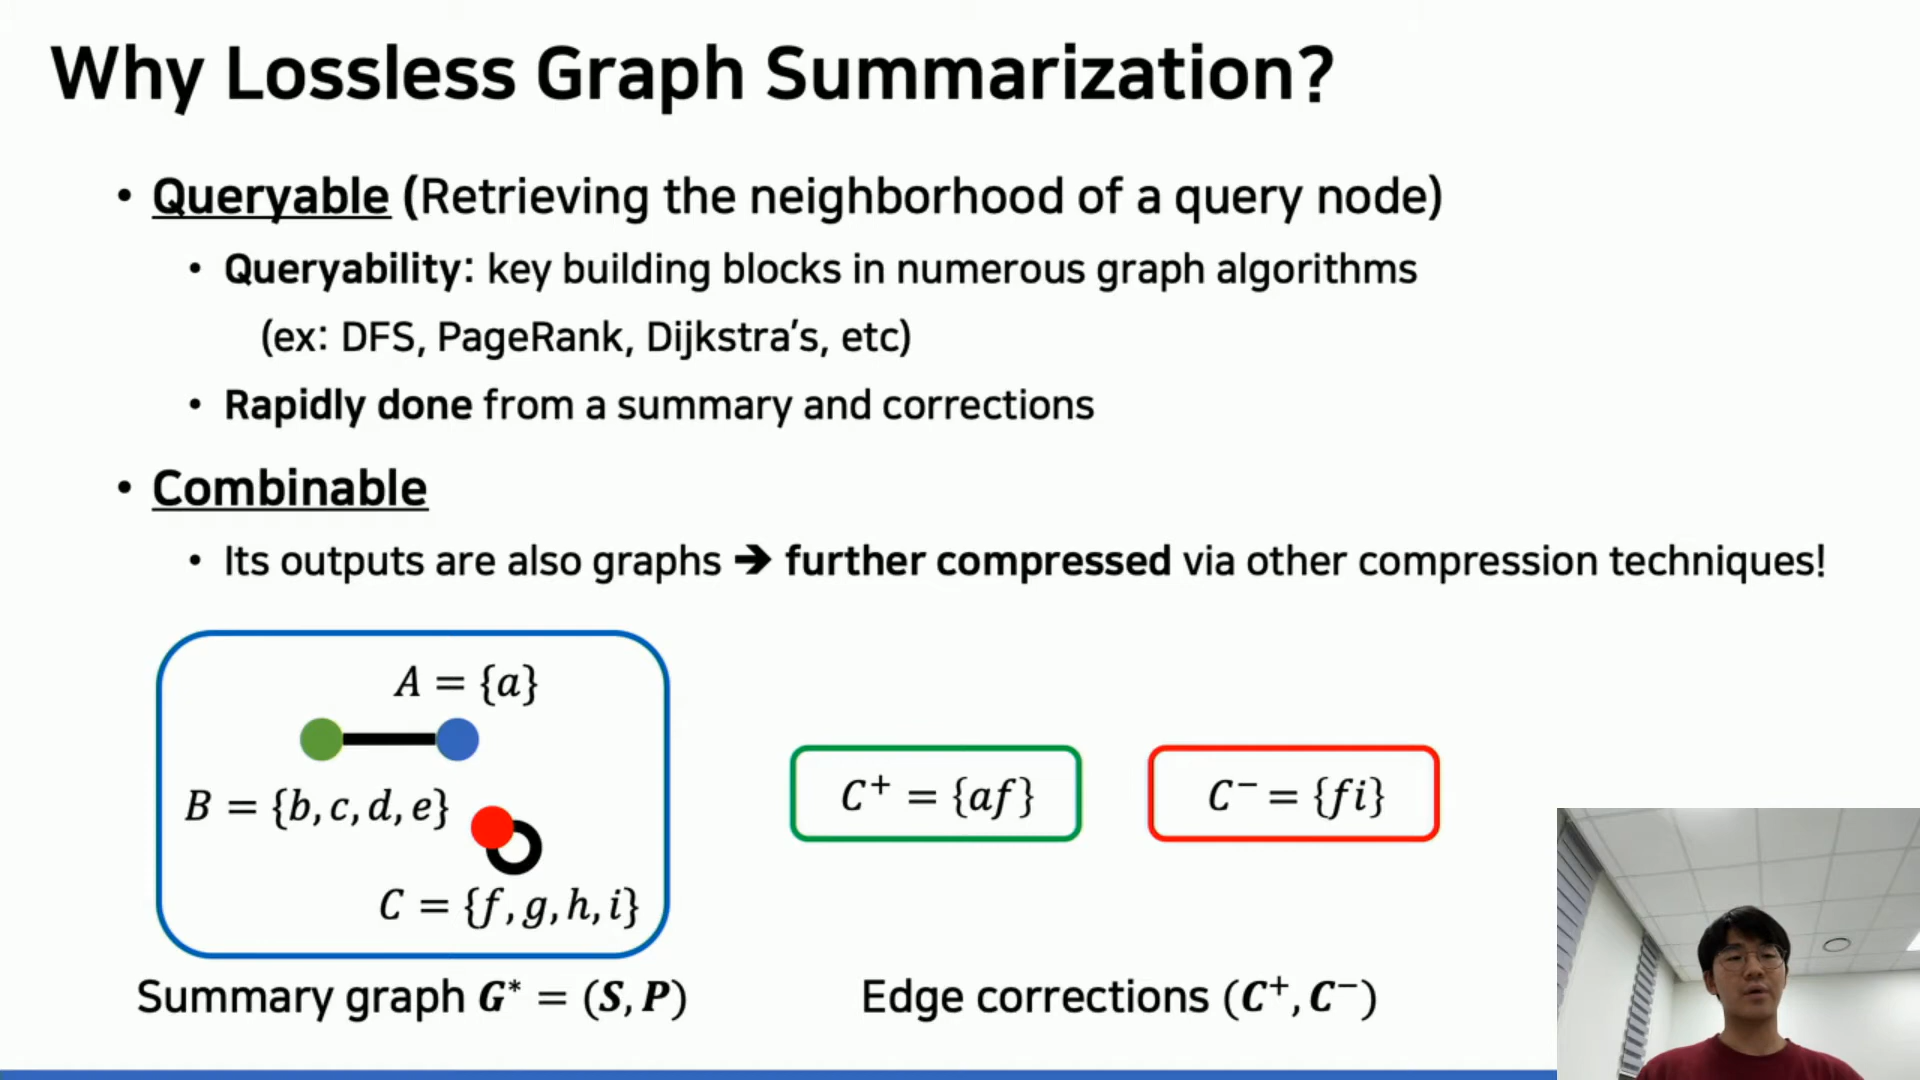 Why Lossless Graph Summarization?
• Queryable (Retrieving the neighborhood of a query node)
• Queryability: key building blocks in numerous graph algorithms
(ex: DFS, PageRank, Dijkstra's, etc)
• Rapidly done from a summary and corrections
• Combinable
• Its outputs are also graphs ➔ further compressed via other compression techniques!
A = {a}
B = {b, c, d, e}
C = {f, g, h, i}
C⁺ = {af}
C⁻ = {fi}
Summary graph G* = (S, P)
Edge corrections (C⁺, C⁻)